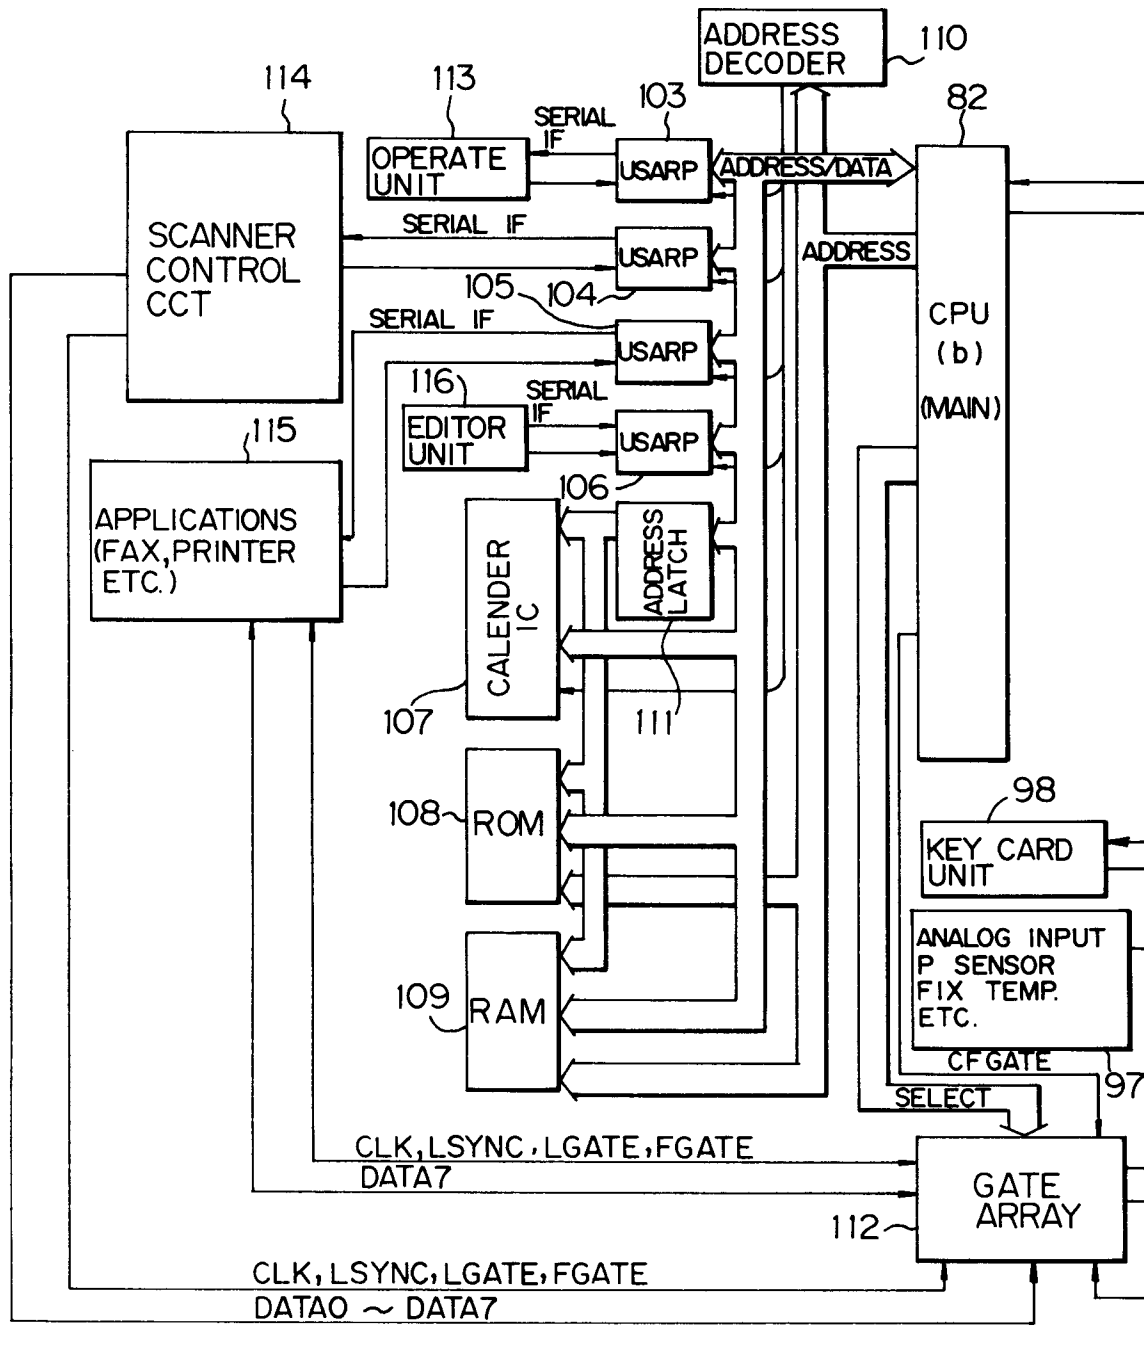 ADDRESS
DECODER
110
114
113
103
82
SERIAL
IF
OPERATE
UNIT
USARP
ADDRESS/DATA
SCANNER
CONTROL
CCT
SERIAL IF
USARP
ADDRESS
105
104
SERIAL IF
USARP
CPU
(b)
(MAIN)
116
SERIAL
IF
EDITOR
UNIT
USARP
115
106
APPLICATIONS
(FAX, PRINTER
ETC.)
CALENDER
IC
ADDRESS
LATCH
107
111
108
ROM
98
KEY CARD
UNIT
ANALOG INPUT
P SENSOR
FIX TEMP.
ETC.
109
RAM
CFGATE
97
SELECT
CLK, LSYNC, LGATE, FGATE
DATA7
GATE
ARRAY
112
CLK, LSYNC, LGATE, FGATE
DATA0 ~ DATA7